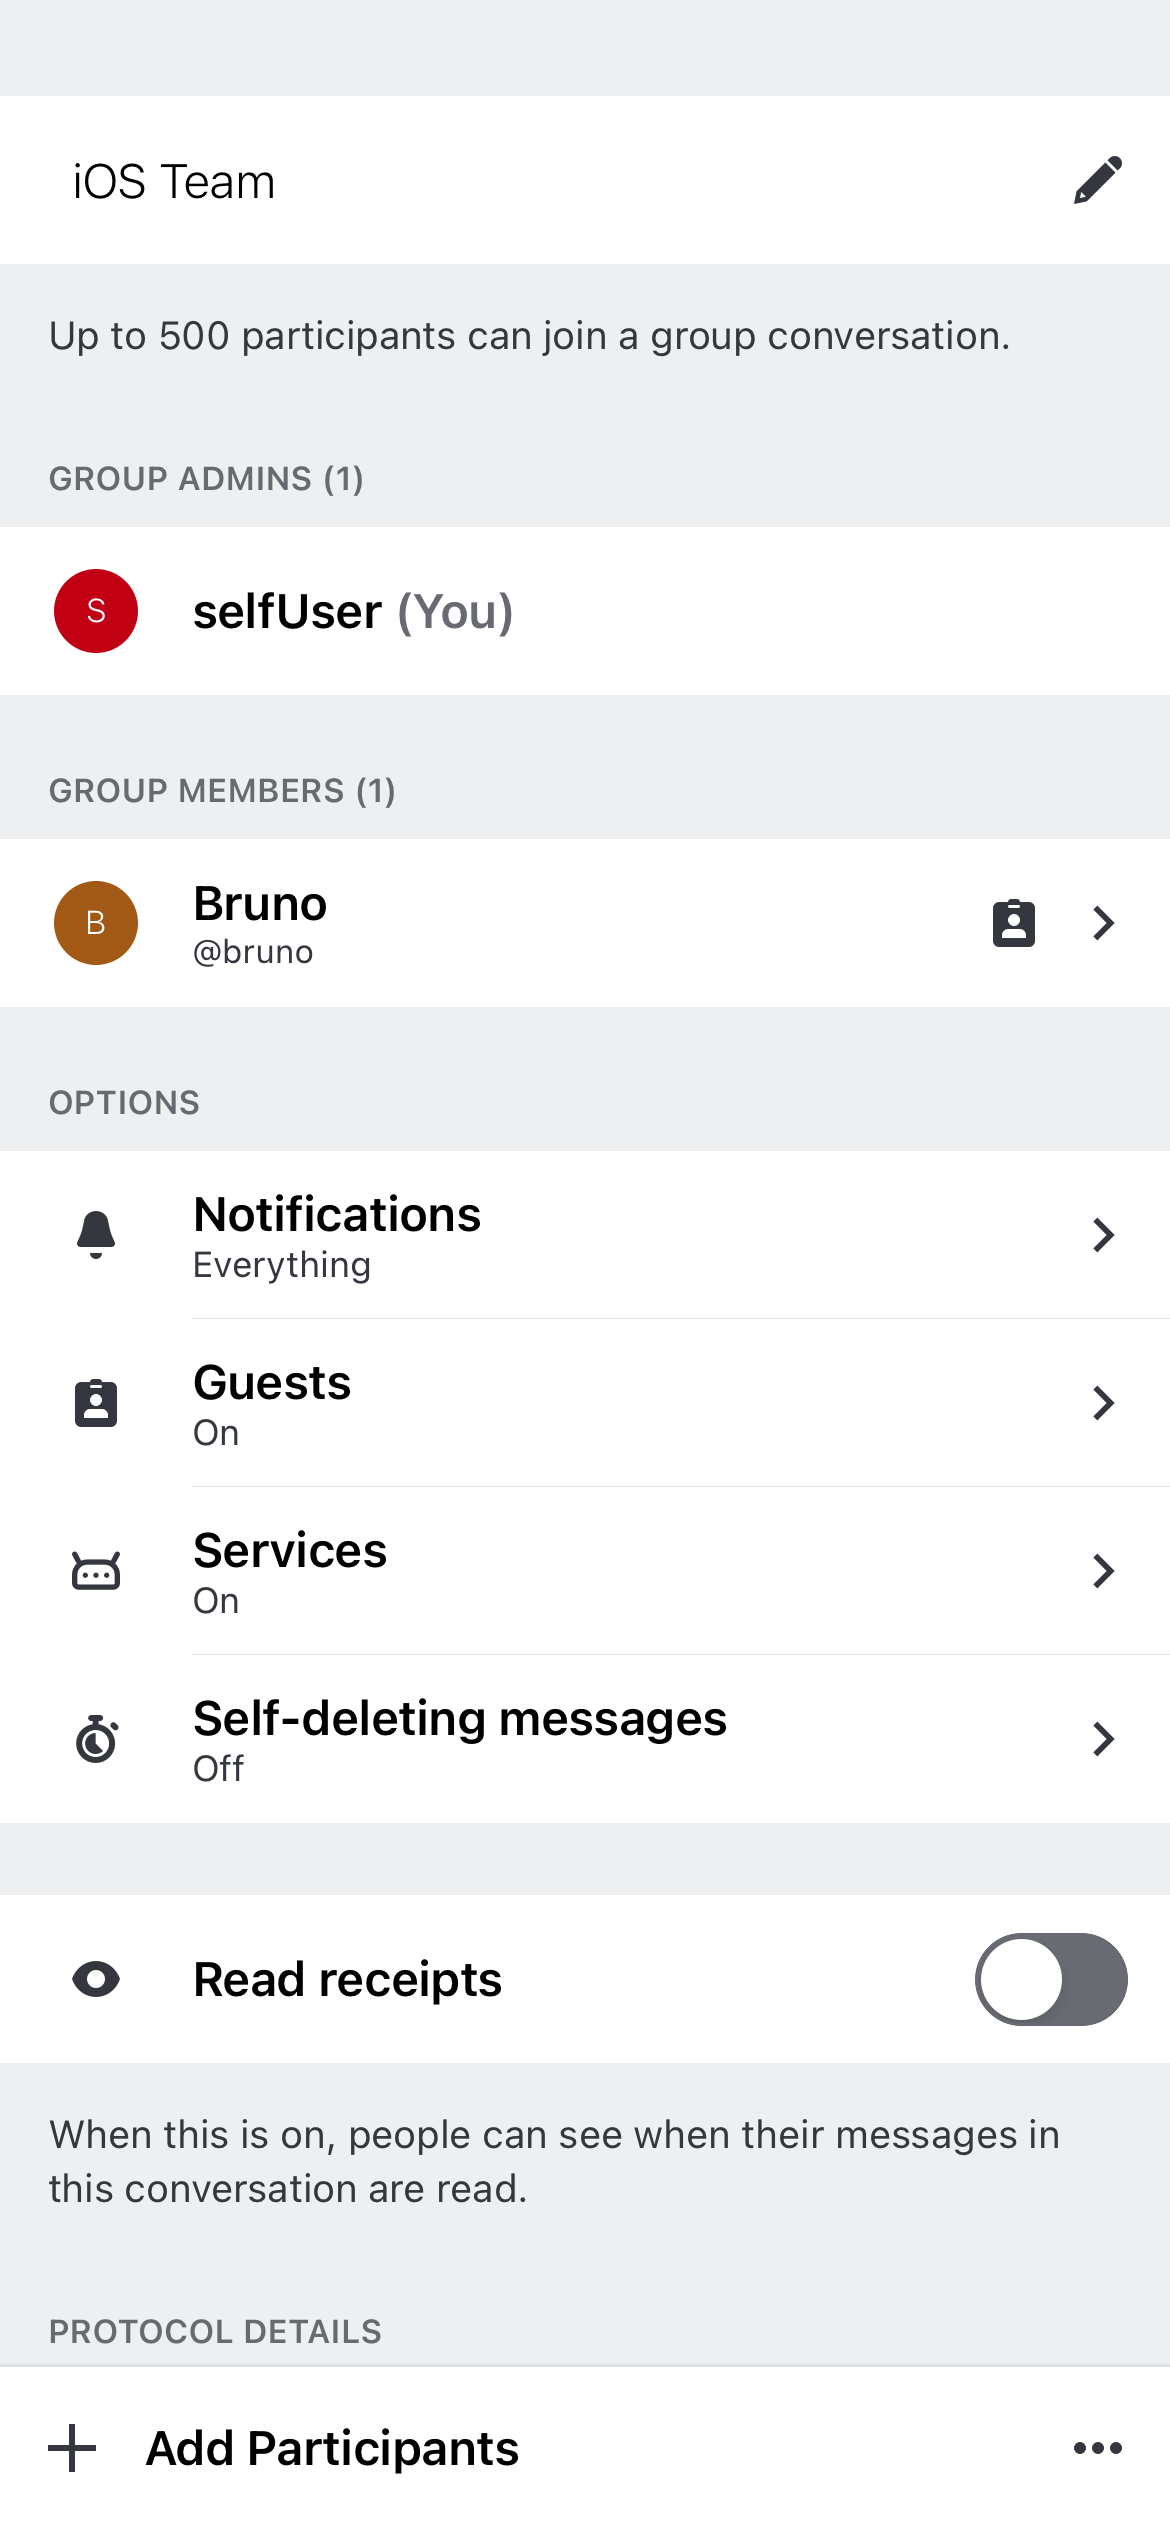 iOS Team
Up to 500 participants can join a group conversation.
GROUP ADMINS (1)
S
selfUser (You)
GROUP MEMBERS (1)
B
Bruno
@bruno
OPTIONS
Notifications
Everything
Guests
On
Services
On
Self-deleting messages
Off
Read receipts
When this is on, people can see when their messages in
this conversation are read.
PROTOCOL DETAILS
Add Participants